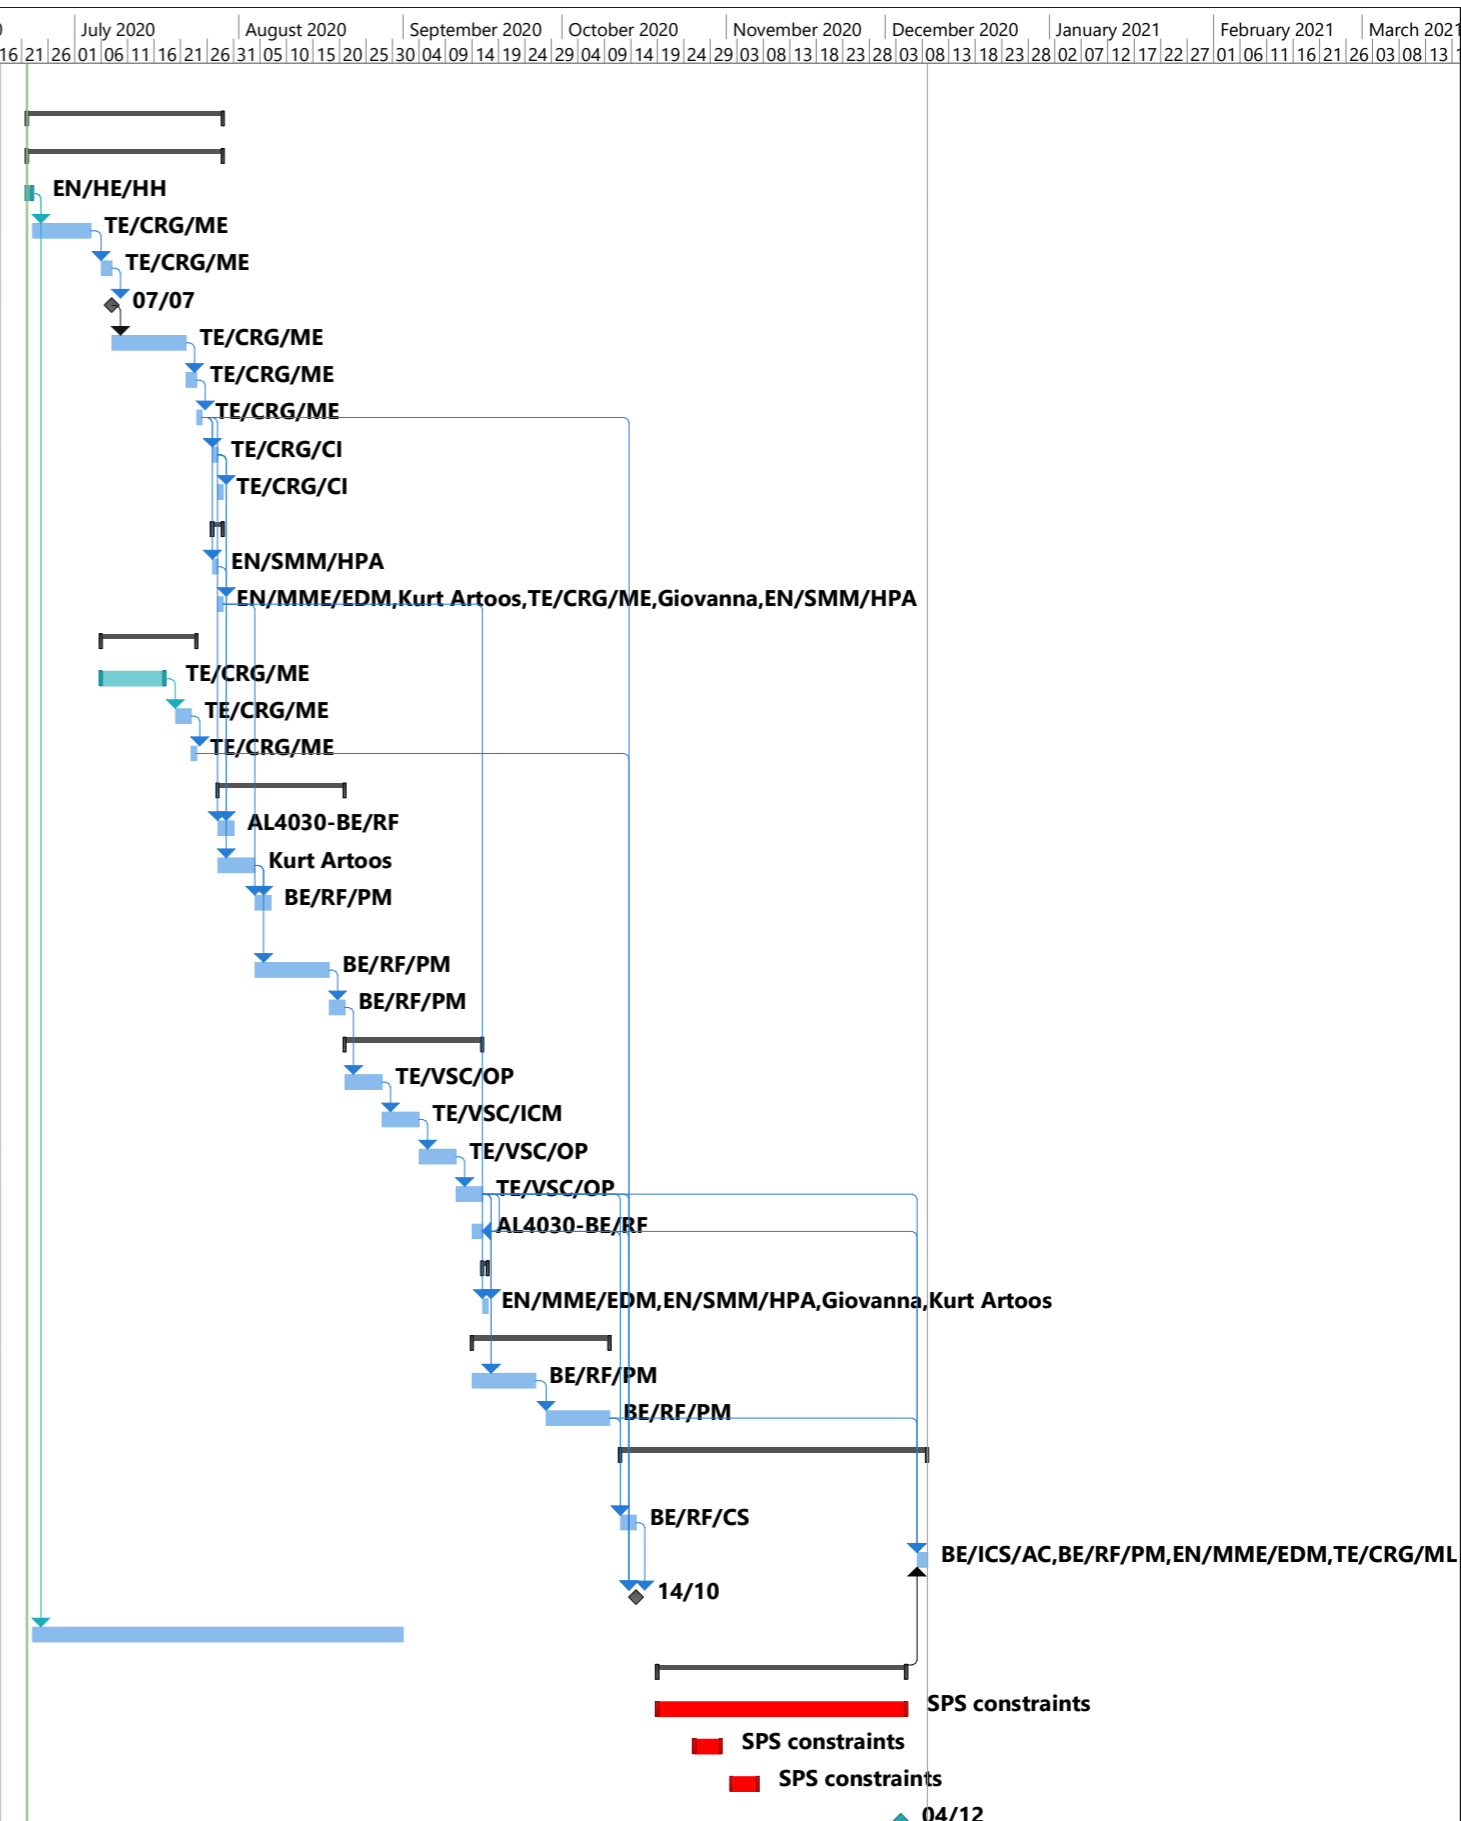 0 July 2020 August 2020 September 2020 October 2020 November 2020 December 2020 January 2021 February 2021 March 2021
16 21 26 01 06 11 16 21 26 31 05 10 15 20 25 30 04 09 14 19 24 29 04 09 14 19 24 29 03 08 13 18 23 28 03 08 13 18 23 28 02 07 12 17 22 27 01 06 11 16 21 26 03 08 13
EN/HE/HH
TE/CRG/ME
TE/CRG/ME
07/07
TE/CRG/ME
TE/CRG/ME
TE/CRG/ME
TE/CRG/CI
TE/CRG/CI
EN/SMM/HPA
EN/MME/EDM,Kurt Artoos,TE/CRG/ME,Giovanna,EN/SMM/HPA
TE/CRG/ME
TE/CRG/ME
TE/CRG/ME
AL4030-BE/RF
Kurt Artoos
BE/RF/PM
BE/RF/PM
BE/RF/PM
TE/VSC/OP
TE/VSC/ICM
TE/VSC/OP
TE/VSC/OP
AL4030-BE/RF
EN/MME/EDM,EN/SMM/HPA,Giovanna,Kurt Artoos
BE/RF/PM
BE/RF/PM
BE/RF/CS
BE/ICS/AC,BE/RF/PM,EN/MME/EDM,TE/CRG/ML
14/10
SPS constraints
SPS constraints
SPS constraints
04/12